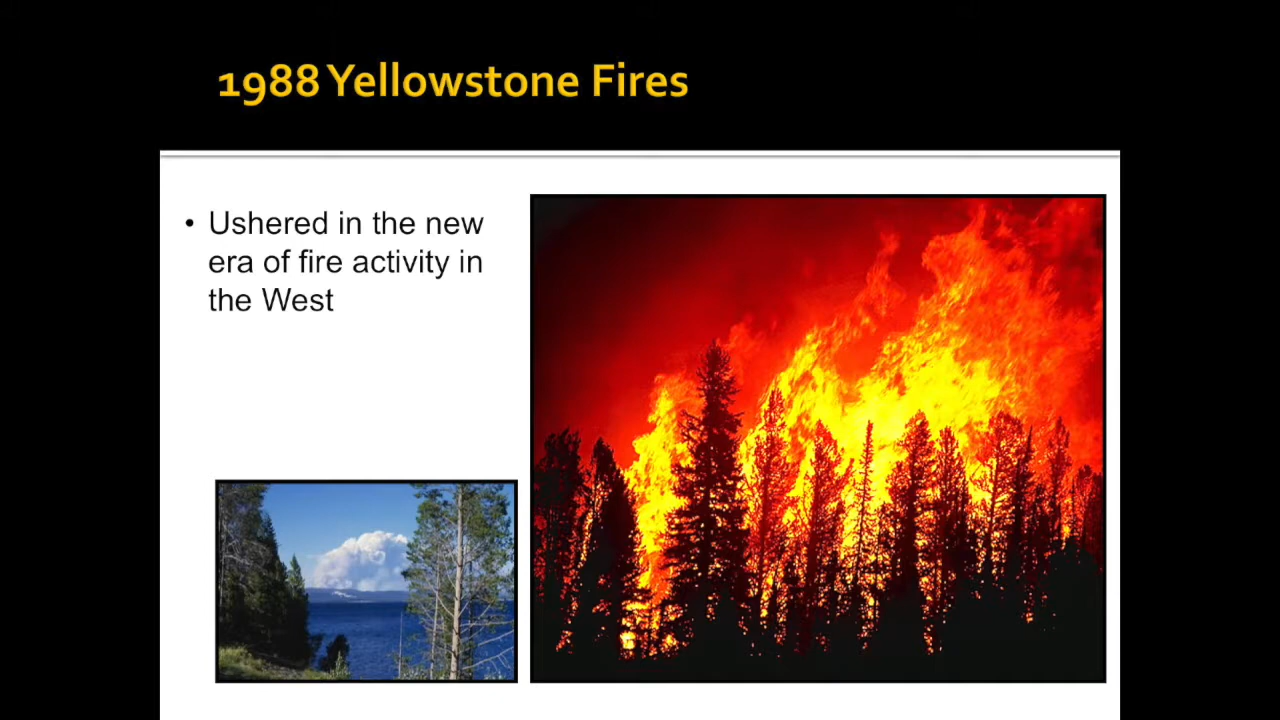 1988 Yellowstone Fires
• Ushered in the new
era of fire activity in
the West